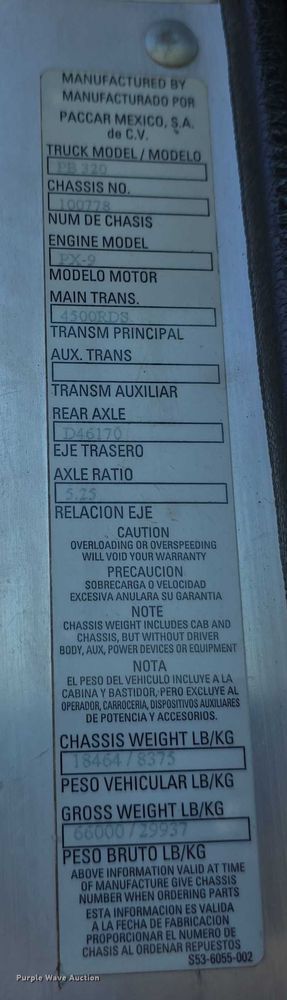 MANUFACTURED BY
MANUFACTURADO POR
PACCAR MEXICO, S.A.
de C.V.
TRUCK MODEL / MODELO
PB 320
CHASSIS NO.
100778
NUM DE CHASIS
ENGINE MODEL
PX-9
MODELO MOTOR
MAIN TRANS.
4500RDS
TRANSM PRINCIPAL
AUX. TRANS
TRANSM AUXILIAR
REAR AXLE
D46170
EJE TRASERO
AXLE RATIO
5.25
RELACION EJE
CAUTION
OVERLOADING OR OVERSPEEDING
WILL VOID YOUR WARRANTY
PRECAUCION
SOBRECARGA O VELOCIDAD
EXCESIVA ANULARA SU GARANTIA
NOTE
CHASSIS WEIGHT INCLUDES CAB AND
CHASSIS, BUT WITHOUT DRIVER
BODY, AUX, POWER DEVICES OR EQUIPMENT
NOTA
EL PESO DEL VEHICULO INCLUYE A LA
CABINA Y BASTIDOR, PERO EXCLUYE AL
OPERADOR, CARROCERIA, DISPOSITIVOS AUXILIARES
DE POTENCIA Y ACCESORIOS.
CHASSIS WEIGHT LB/KG
18464 / 8375
PESO VEHICULAR LB/KG
GROSS WEIGHT LB/KG
66000 / 29937
PESO BRUTO LB/KG
ABOVE INFORMATION VALID AT TIME
OF MANUFACTURE GIVE CHASSIS
NUMBER WHEN ORDERING PARTS
ESTA INFORMACION ES VALIDA
A LA FECHA DE FABRICACION
PROPORCIONAR EL NUMERO DE
CHASIS AL ORDENAR REPUESTOS
S53-6055-002
Purple Wave Auction